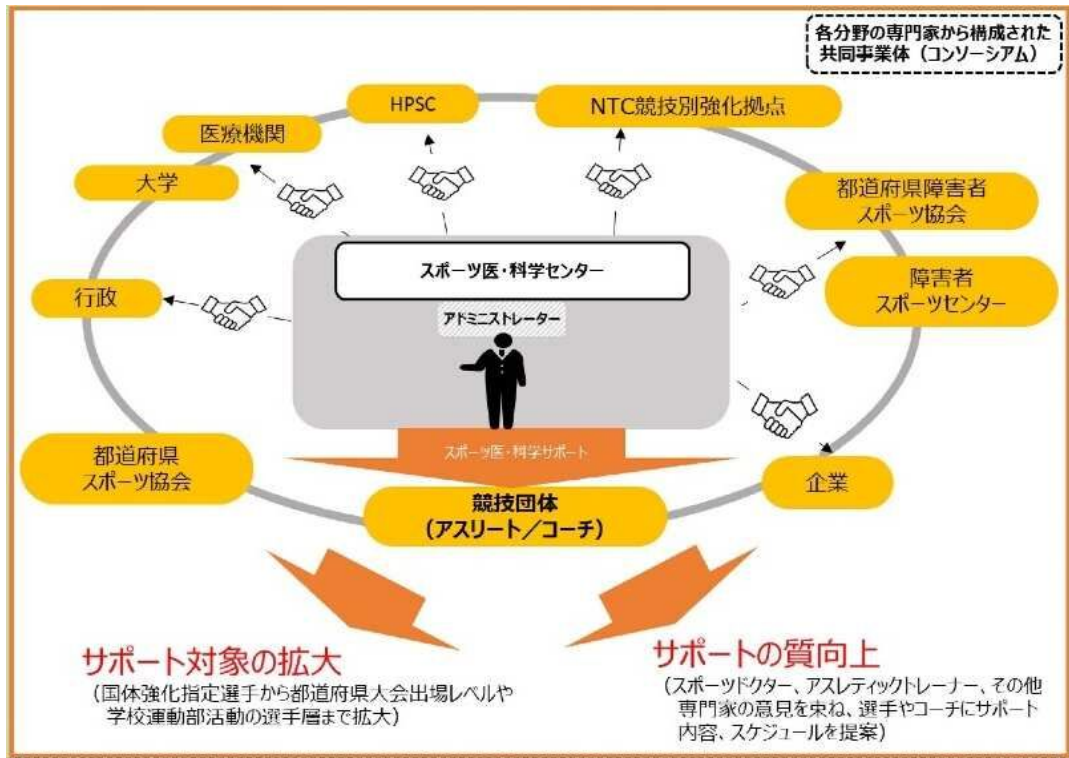 各分野の専門家から構成された
共同事業体（コンソーシアム）
HPSC
NTC競技別強化拠点
医療機関
大学
都道府県障害者
スポーツ協会
スポーツ医・科学センター
障害者
スポーツセンター
行政
アドミニストレーター
都道府県
スポーツ協会
スポーツ医・科学サポート
企業
競技団体
（アスリート／コーチ）
サポート対象の拡大
（国体強化指定選手から都道府県大会出場レベルや
学校運動部活動の選手層まで拡大）
サポートの質向上
（スポーツドクター、アスレティックトレーナー、その他
専門家の意見を束ね、選手やコーチにサポート
内容、スケジュールを提案）